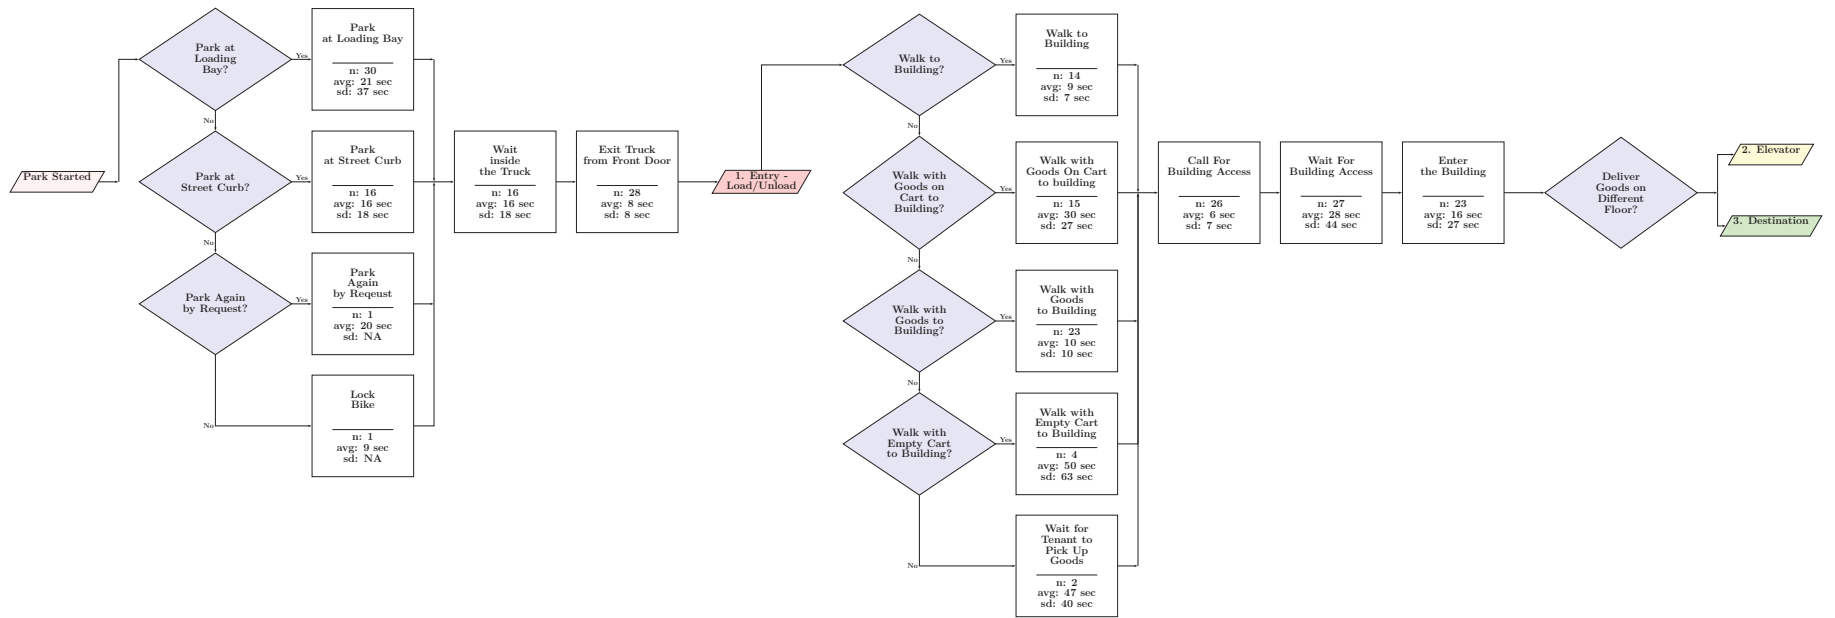 Park Started
Park at
Loading
Bay?
Yes
No
Park
at Loading Bay
n: 30
avg: 21 sec
sd: 37 sec
Park at
Street Curb?
Yes
No
Park
at Street Curb
n: 16
avg: 16 sec
sd: 18 sec
Park Again
by Request?
Yes
No
Park
Again
by Reqeust
n: 1
avg: 20 sec
sd: NA
Lock
Bike
n: 1
avg: 9 sec
sd: NA
Wait
inside
the Truck
n: 16
avg: 16 sec
sd: 18 sec
Exit Truck
from Front Door
n: 28
avg: 8 sec
sd: 8 sec
1. Entry -
Load/Unload
Walk to
Building?
Yes
No
Walk to
Building
n: 14
avg: 9 sec
sd: 7 sec
Walk with
Goods on
Cart to
Building?
Yes
No
Walk with
Goods On Cart
to building
n: 15
avg: 30 sec
sd: 27 sec
Walk with
Goods to
Building?
Yes
No
Walk with
Goods
to Building
n: 23
avg: 10 sec
sd: 10 sec
Walk with
Empty Cart
to Building?
Yes
No
Walk with
Empty Cart
to Building
n: 4
avg: 50 sec
sd: 63 sec
Wait for
Tenant to
Pick Up
Goods
n: 2
avg: 47 sec
sd: 40 sec
Call For
Building Access
n: 26
avg: 6 sec
sd: 7 sec
Wait For
Building Access
n: 27
avg: 28 sec
sd: 44 sec
Enter
the Building
n: 23
avg: 16 sec
sd: 27 sec
Deliver
Goods on
Different
Floor?
2. Elevator
3. Destination